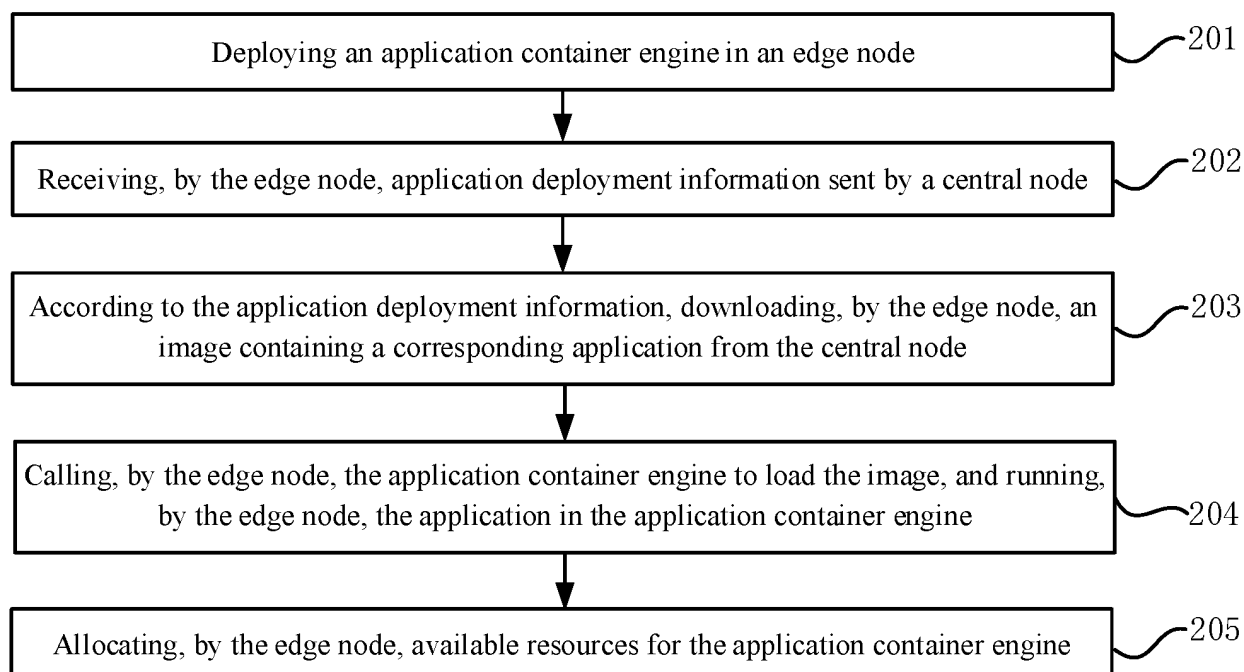 Deploying an application container engine in an edge node
201
Receiving, by the edge node, application deployment information sent by a central node
202
According to the application deployment information, downloading, by the edge node, an
image containing a corresponding application from the central node
203
Calling, by the edge node, the application container engine to load the image, and running,
by the edge node, the application in the application container engine
204
Allocating, by the edge node, available resources for the application container engine
205